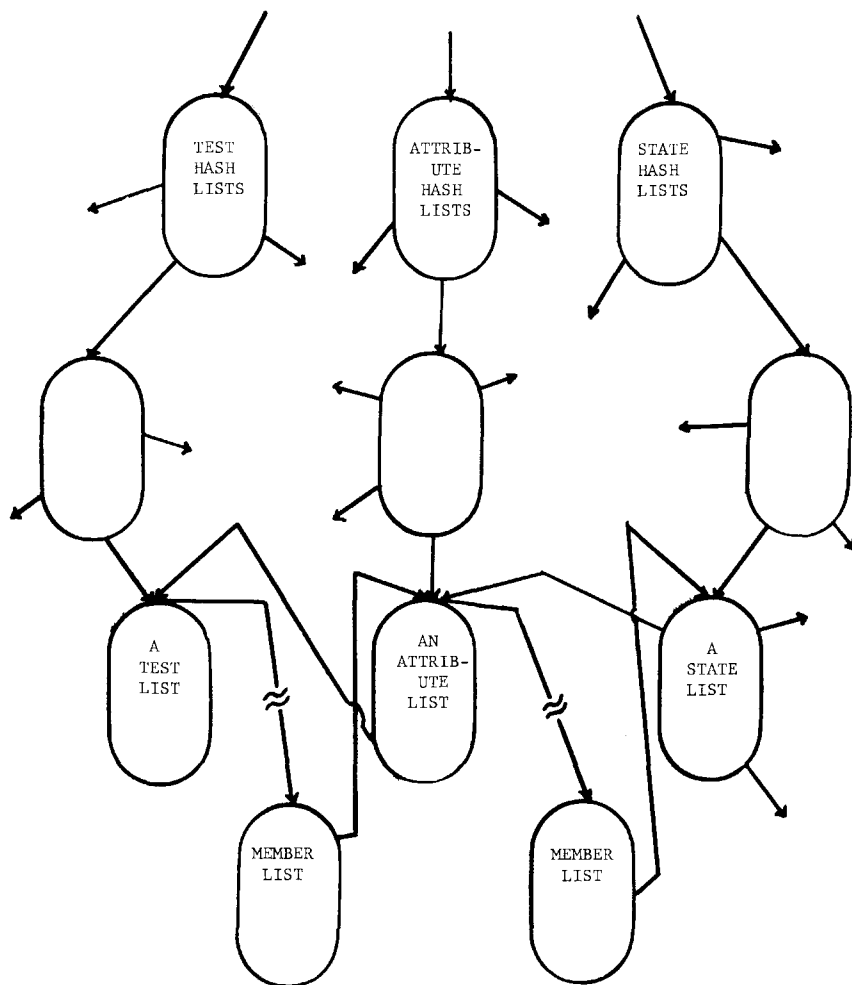 TEST
HASH
LISTS
ATTRIB-
UTE
HASH
LISTS
STATE
HASH
LISTS
A
TEST
LIST
AN
ATTRIB-
UTE
LIST
A
STATE
LIST
MEMBER
LIST
MEMBER
LIST